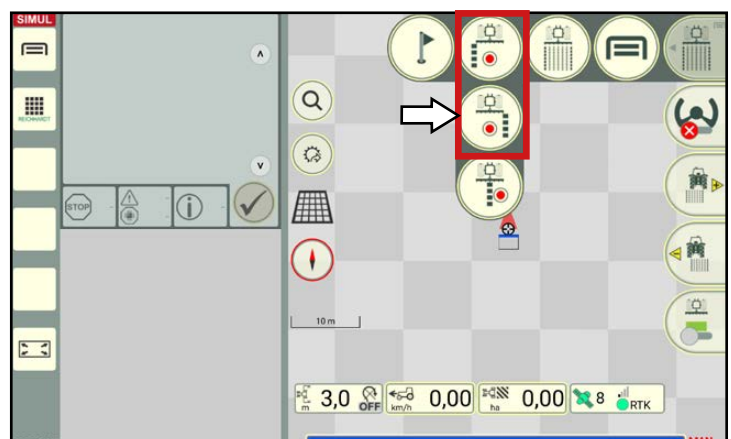 SIMUL
REICHHARDT
STOP
10 m
m 3,0 OFF
km/h 0,00
ha 0,00
8 RTK